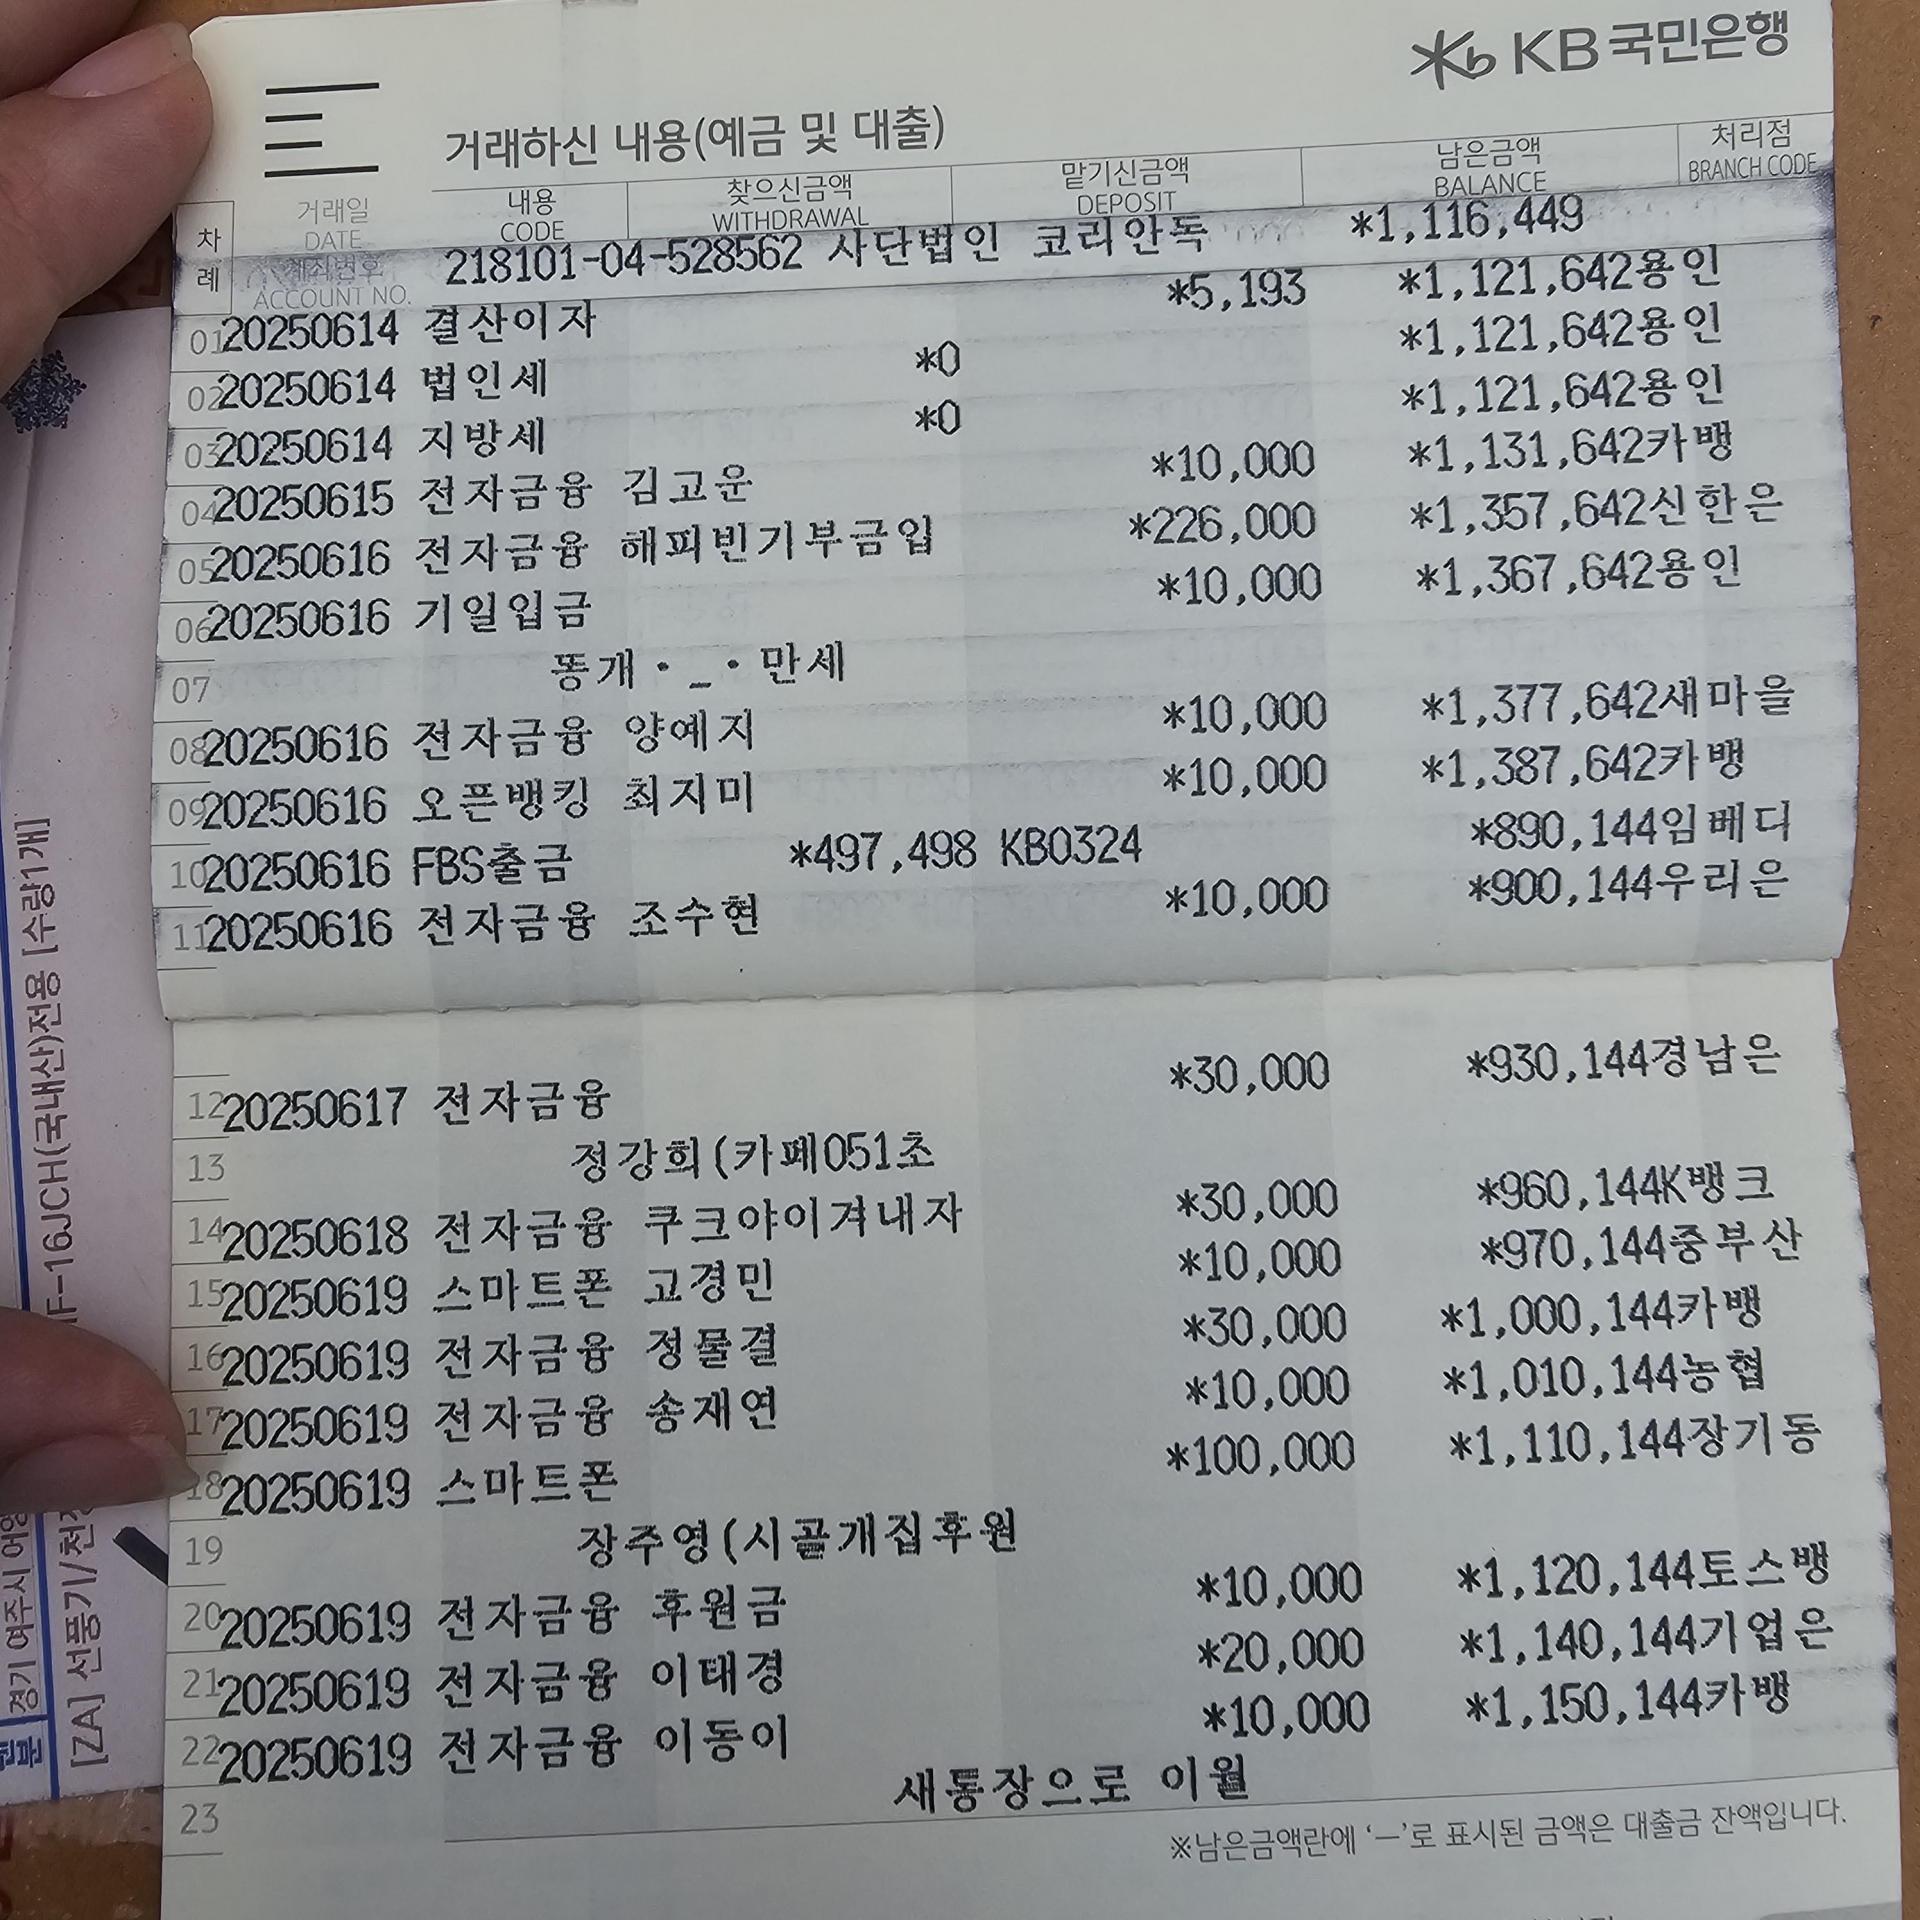 KB 국민은행
거래하신 내용(예금 및 대출)
차례 거래일 내용 찾으신금액 맡기신금액 남은금액 처리점
DATE CODE WITHDRAWAL DEPOSIT BALANCE BRANCH CODE
계좌번호 ACCOUNT NO. 218101-04-528562 사단법인 코리안독 *1,116,449
01 20250614 결산이자 *5,193 *1,121,642용인
02 20250614 법인세 *0 *1,121,642용인
03 20250614 지방세 *0 *1,121,642용인
04 20250615 전자금융 김고운 *10,000 *1,131,642카뱅
05 20250616 전자금융 해피빈기부금입 *226,000 *1,357,642신한은
06 20250616 기일입금 *10,000 *1,367,642용인
07 똥개·_·만세
08 20250616 전자금융 양예지 *10,000 *1,377,642새마을
09 20250616 오픈뱅킹 최지미 *10,000 *1,387,642카뱅
10 20250616 FBS출금 *497,498 KB0324 *890,144임베디
11 20250616 전자금융 조수현 *10,000 *900,144우리은
12 20250617 전자금융 *30,000 *930,144경남은
13 정강희(카페051초
14 20250618 전자금융 쿠크야이겨내자 *30,000 *960,144K뱅크
15 20250619 스마트폰 고경민 *10,000 *970,144중부산
16 20250619 전자금융 정물결 *30,000 *1,000,144카뱅
17 20250619 전자금융 송재연 *10,000 *1,010,144농협
18 20250619 스마트폰 *100,000 *1,110,144장기동
19 장주영(시골개집후원
20 20250619 전자금융 후원금 *10,000 *1,120,144토스뱅
21 20250619 전자금융 이태경 *20,000 *1,140,144기업은
22 20250619 전자금융 이동이 *10,000 *1,150,144카뱅
23 새통장으로 이월
※남은금액란에 ‘—’로 표시된 금액은 대출금 잔액입니다.
-16JCH(국내산)전용 [수량1개]
경기 여주시
[ZA] 선풍기/천장